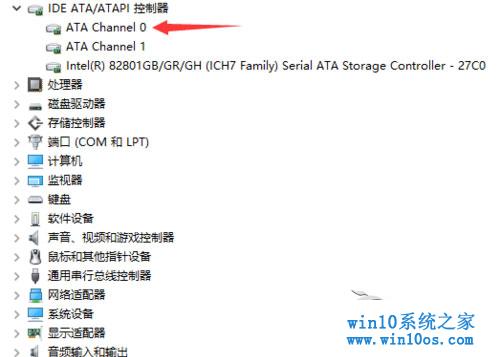 IDE ATA/ATAPI 控制器
ATA Channel 0
ATA Channel 1
Intel(R) 82801GB/GR/GH (ICH7 Family) Serial ATA Storage Controller - 27C0
处理器
磁盘驱动器
存储控制器
端口 (COM 和 LPT)
计算机
监视器
键盘
软件设备
声音、视频和游戏控制器
鼠标和其他指针设备
通用串行总线控制器
网络适配器
系统设备
显示适配器
音频输入和输出
win10系统之家
www.win10os.com